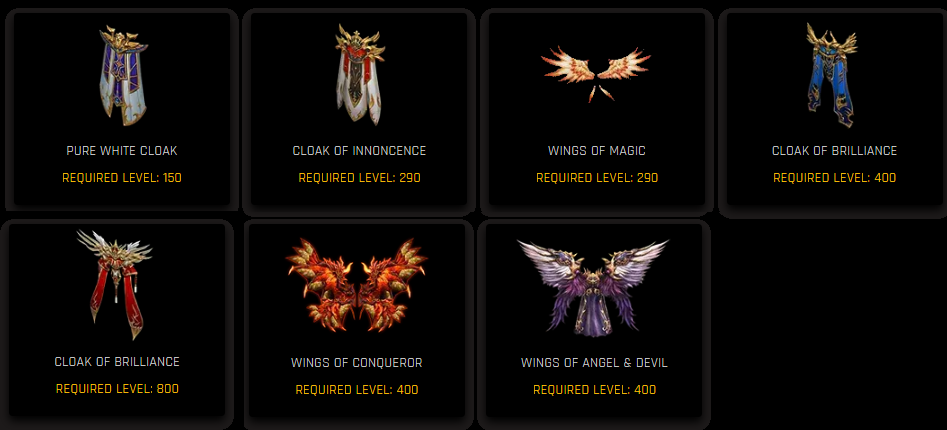 PURE WHITE CLOAK
REQUIRED LEVEL: 150
CLOAK OF INNONCENCE
REQUIRED LEVEL: 290
WINGS OF MAGIC
REQUIRED LEVEL: 290
CLOAK OF BRILLIANCE
REQUIRED LEVEL: 400
CLOAK OF BRILLIANCE
REQUIRED LEVEL: 800
WINGS OF CONQUEROR
REQUIRED LEVEL: 400
WINGS OF ANGEL & DEVIL
REQUIRED LEVEL: 400